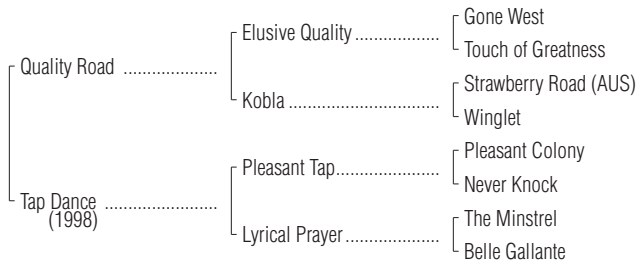 Gone West
Elusive Quality ...................
Touch of Greatness
Quality Road .....................
Strawberry Road (AUS)
Kobla ..................................
Winglet
Pleasant Colony
Pleasant Tap.......................
Never Knock
Tap Dance .........................
(1998)
The Minstrel
Lyrical Prayer.....................
Belle Gallante